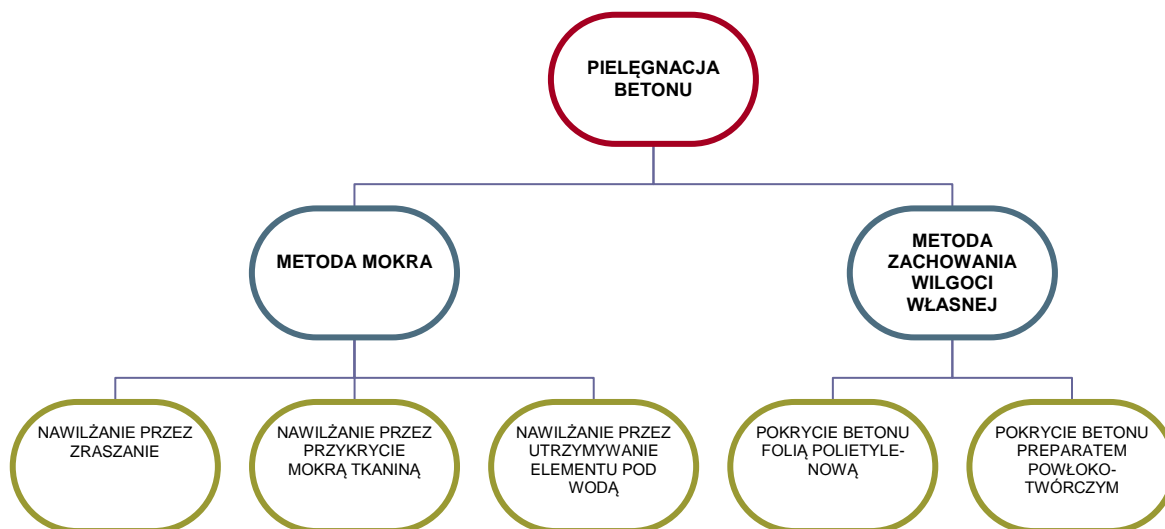 PIELĘGNACJA
BETONU
METODA MOKRA
METODA
ZACHOWANIA
WILGOCI
WŁASNEJ
NAWILŻANIE PRZEZ
ZRASZANIE
NAWILŻANIE PRZEZ
PRZYKRYCIE
MOKRĄ TKANINĄ
NAWILŻANIE PRZEZ
UTRZYMYWANIE
ELEMENTU POD
WODĄ
POKRYCIE BETONU
FOLIĄ POLIETYLE-
NOWĄ
POKRYCIE BETONU
PREPARATEM
POWŁOKO-
TWÓRCZYM